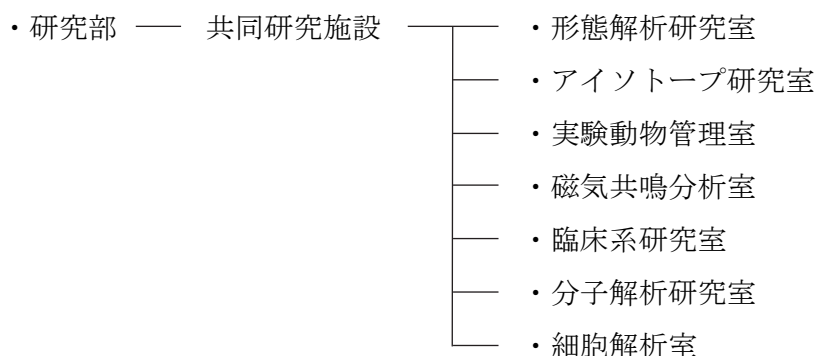 ・研究部 共同研究施設 ・形態解析研究室
・アイソトープ研究室
・実験動物管理室
・磁気共鳴分析室
・臨床系研究室
・分子解析研究室
・細胞解析室